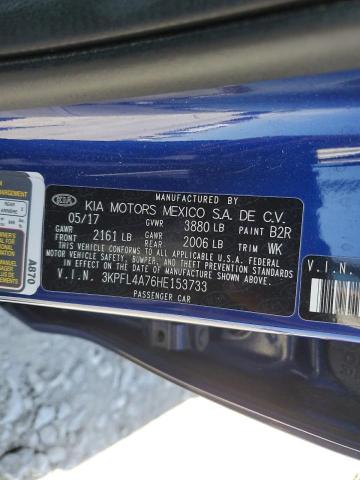 MANUFACTURED BY
KIA
KIA MOTORS MEXICO S.A. DE C.V.
05/17 GVWR 3880 LB PAINT B2R
GAWR FRONT 2161 LB GAWR REAR 2006 LB TRIM WK
THIS VEHICLE CONFORMS TO ALL APPLICABLE U.S. FEDERAL MOTOR
VEHICLE SAFETY, BUMPER, AND THEFT PREVENTION STANDARDS
IN EFFECT ON THE DATE OF MANUFACTURE SHOWN ABOVE.
V.I.N. 3KPFL4A76HE153733
PASSENGER CAR
A870
V.I.N.